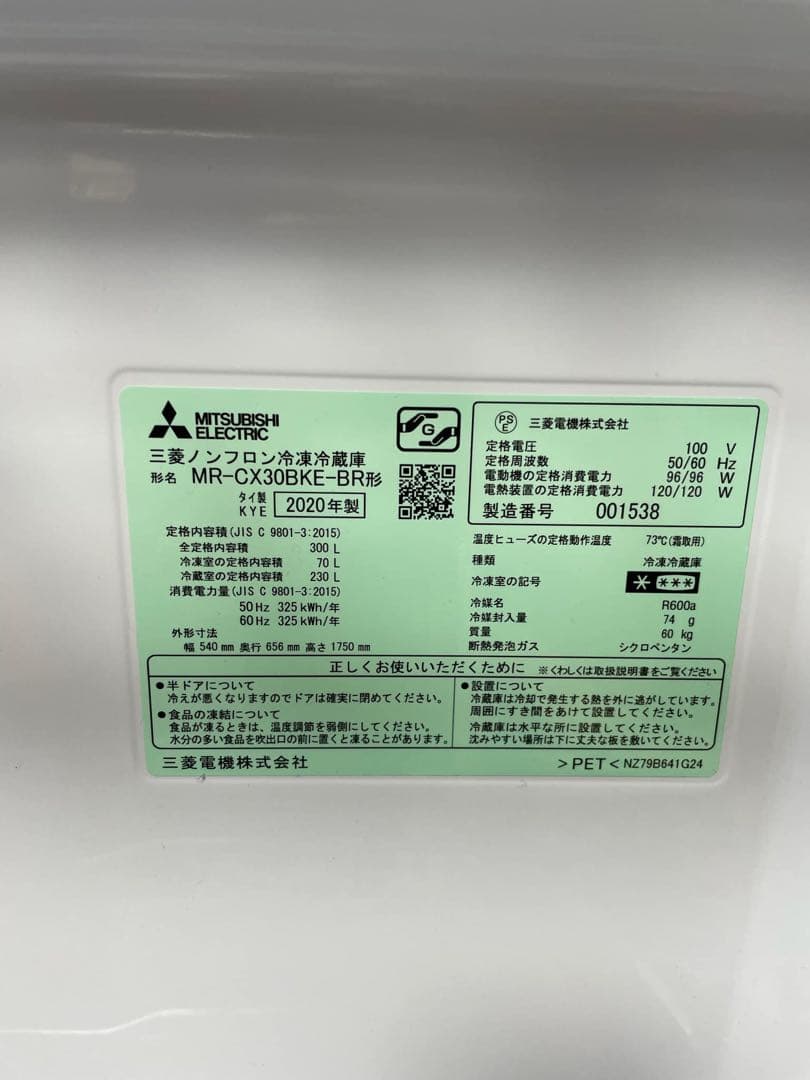 MITSUBISHI
ELECTRIC
三菱ノンフロン冷凍冷蔵庫
形名 MR-CX30BKE-BR形
タイ製
KYE
2020年製
G
定格内容積(JIS C 9801-3:2015)
全定格内容積 300 L
冷凍室の定格内容積 70 L
冷蔵室の定格内容積 230 L
消費電力量(JIS C 9801-3:2015)
50Hz 325kWh/年
60Hz 325kWh/年
外形寸法
幅 540mm 奥行 656mm 高さ 1750mm
PS
E
三菱電機株式会社
定格電圧 100 V
定格周波数 50/60 Hz
電動機の定格消費電力 96/96 W
電熱装置の定格消費電力 120/120 W
製造番号 001538
温度ヒューズの定格動作温度 73℃(霜取用)
種類 冷凍冷蔵庫
冷凍室の記号 * ***
冷媒名 R600a
冷媒封入量 74 g
質量 60 kg
断熱発泡ガス シクロペンタン
正しくお使いいただくために ※くわしくは取扱説明書をご覧ください
●半ドアについて
冷えが悪くなりますのでドアは確実に閉めてください。
●食品の凍結について
食品が凍るときは、温度調節を弱側にしてください。
水分の多い食品を吹出口の前に置くと凍ることがあります。
●設置について
冷蔵庫は冷却で発生する熱を外に逃がしています。
周囲にすき間をあけて設置してください。
冷蔵庫は水平な所に設置してください。
沈みやすい場所は下に丈夫な板を敷いてください。
三菱電機株式会社
>PET< NZ79B641G24